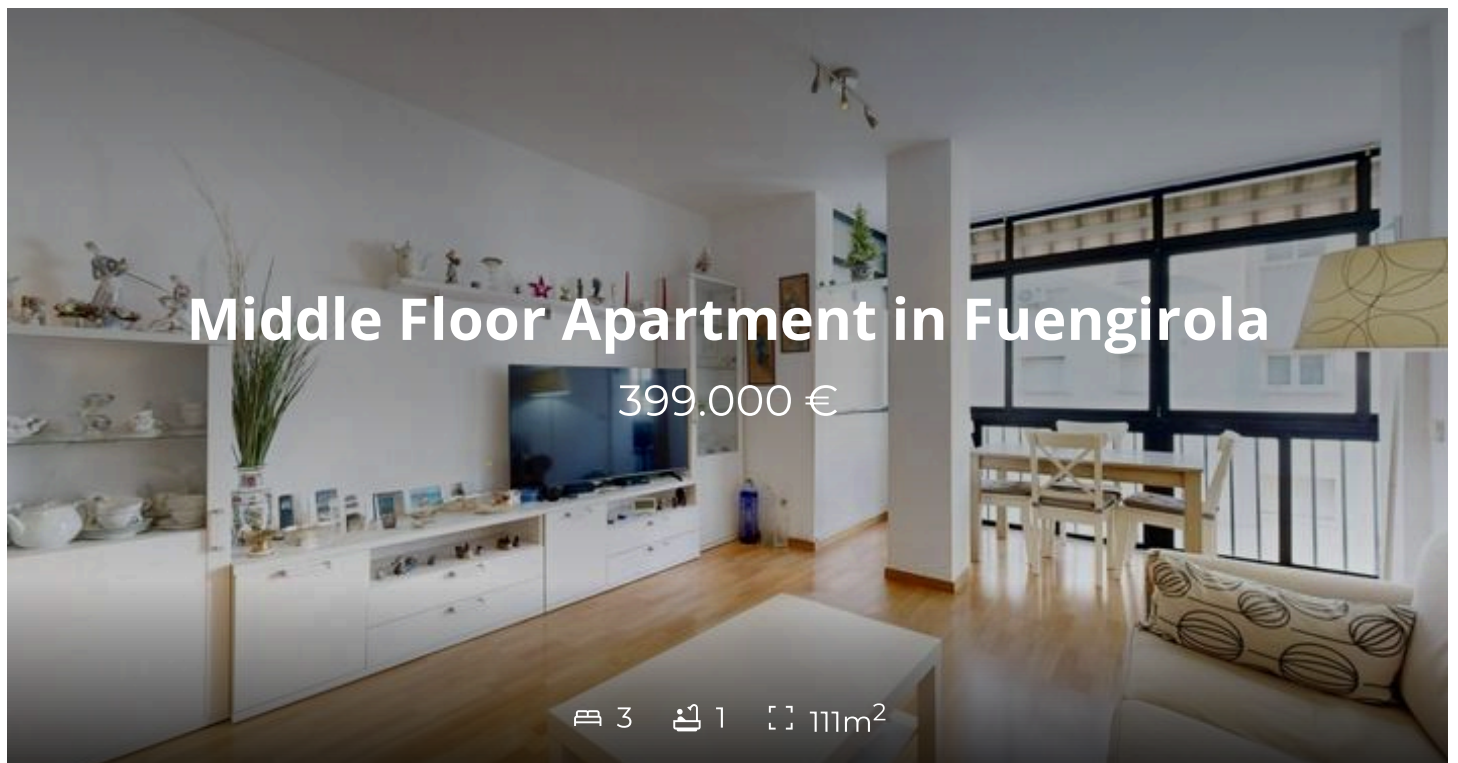 Middle Floor Apartment in Fuengirola
399.000 €
3 1 111m²